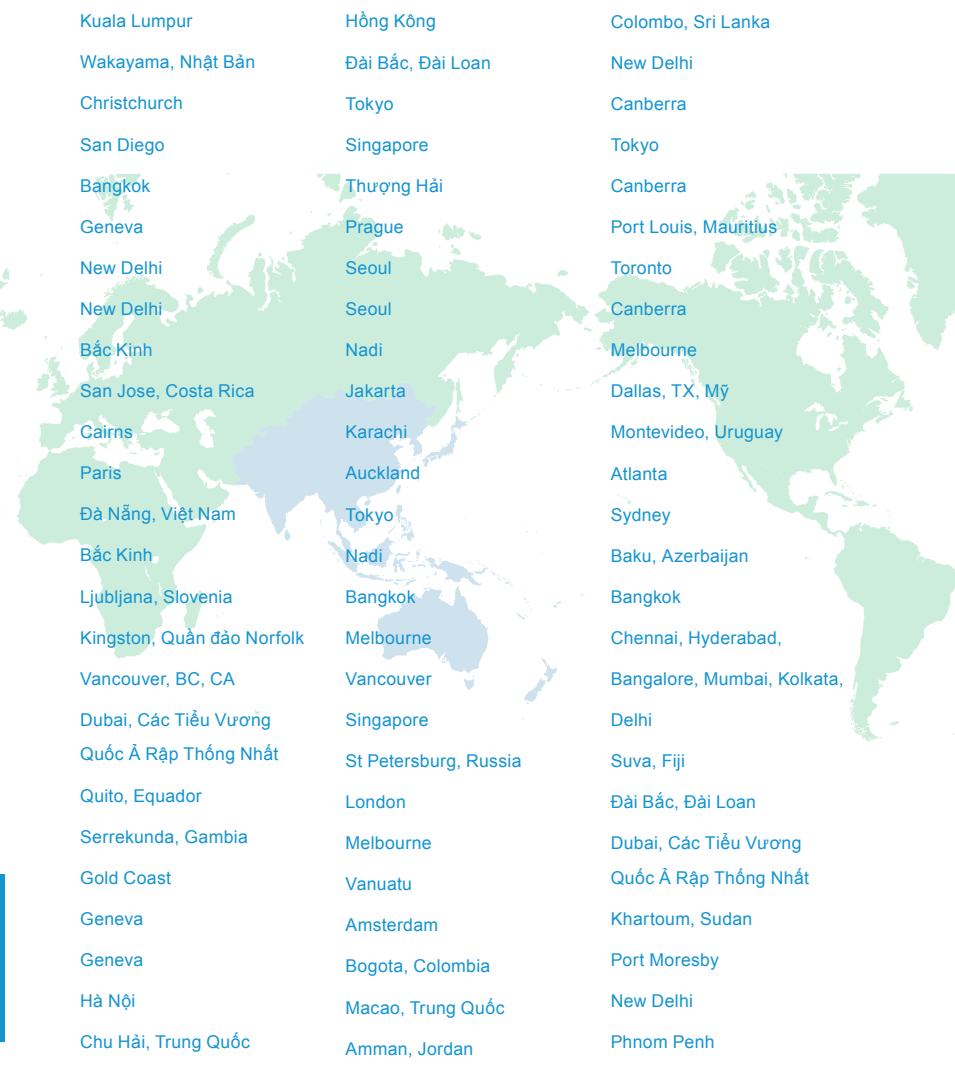 Kuala Lumpur
Wakayama, Nhật Bản
Christchurch
San Diego
Bangkok
Geneva
New Delhi
New Delhi
Bắc Kinh
San Jose, Costa Rica
Cairns
Paris
Đà Nẵng, Việt Nam
Bắc Kinh
Ljubljana, Slovenia
Kingston, Quần đảo Norfolk
Vancouver, BC, CA
Dubai, Các Tiểu Vương
Quốc Ả Rập Thống Nhất
Quito, Equador
Serrekunda, Gambia
Gold Coast
Geneva
Geneva
Hà Nội
Chu Hải, Trung Quốc
Hồng Kông
Đài Bắc, Đài Loan
Tokyo
Singapore
Thượng Hải
Prague
Seoul
Seoul
Nadi
Jakarta
Karachi
Auckland
Tokyo
Nadi
Bangkok
Melbourne
Vancouver
Singapore
St Petersburg, Russia
London
Melbourne
Vanuatu
Amsterdam
Bogota, Colombia
Macao, Trung Quốc
Amman, Jordan
Colombo, Sri Lanka
New Delhi
Canberra
Tokyo
Canberra
Port Louis, Mauritius
Toronto
Canberra
Melbourne
Dallas, TX, Mỹ
Montevideo, Uruguay
Atlanta
Sydney
Baku, Azerbaijan
Bangkok
Chennai, Hyderabad,
Bangalore, Mumbai, Kolkata,
Delhi
Suva, Fiji
Đài Bắc, Đài Loan
Dubai, Các Tiểu Vương
Quốc Ả Rập Thống Nhất
Khartoum, Sudan
Port Moresby
New Delhi
Phnom Penh